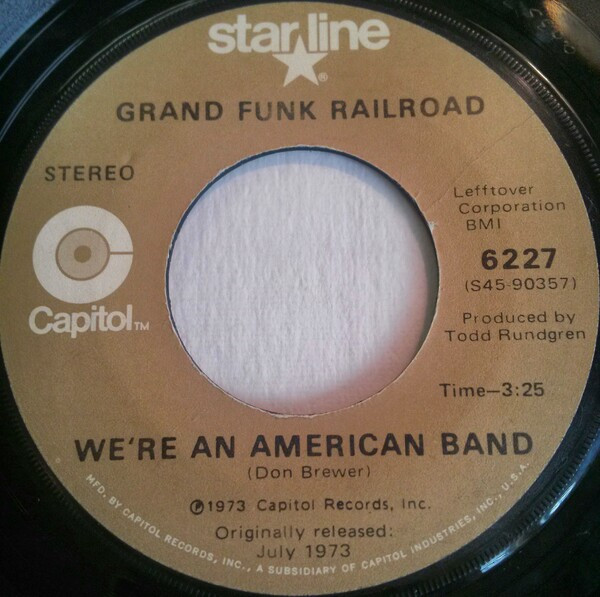 starline
®
GRAND FUNK RAILROAD
STEREO
Capitol™
Lefftover
Corporation
BMI
6227
(S45-90357)
Produced by
Todd Rundgren
Time—3:25
WE'RE AN AMERICAN BAND
(Don Brewer)
℗1973 Capitol Records, Inc.
Originally released:
July 1973
MFD. BY CAPITOL RECORDS, INC., A SUBSIDIARY OF CAPITOL INDUSTRIES, INC., U.S.A.